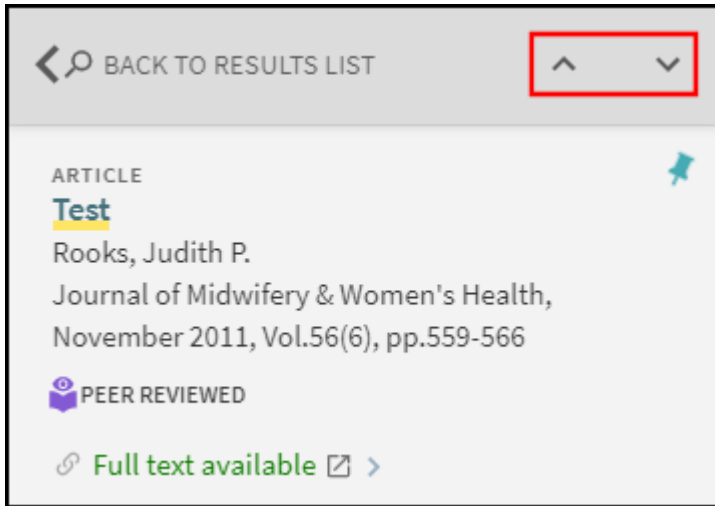 BACK TO RESULTS LIST
ARTICLE
Test
Rooks, Judith P.
Journal of Midwifery & Women's Health,
November 2011, Vol.56(6), pp.559-566
PEER REVIEWED
Full text available